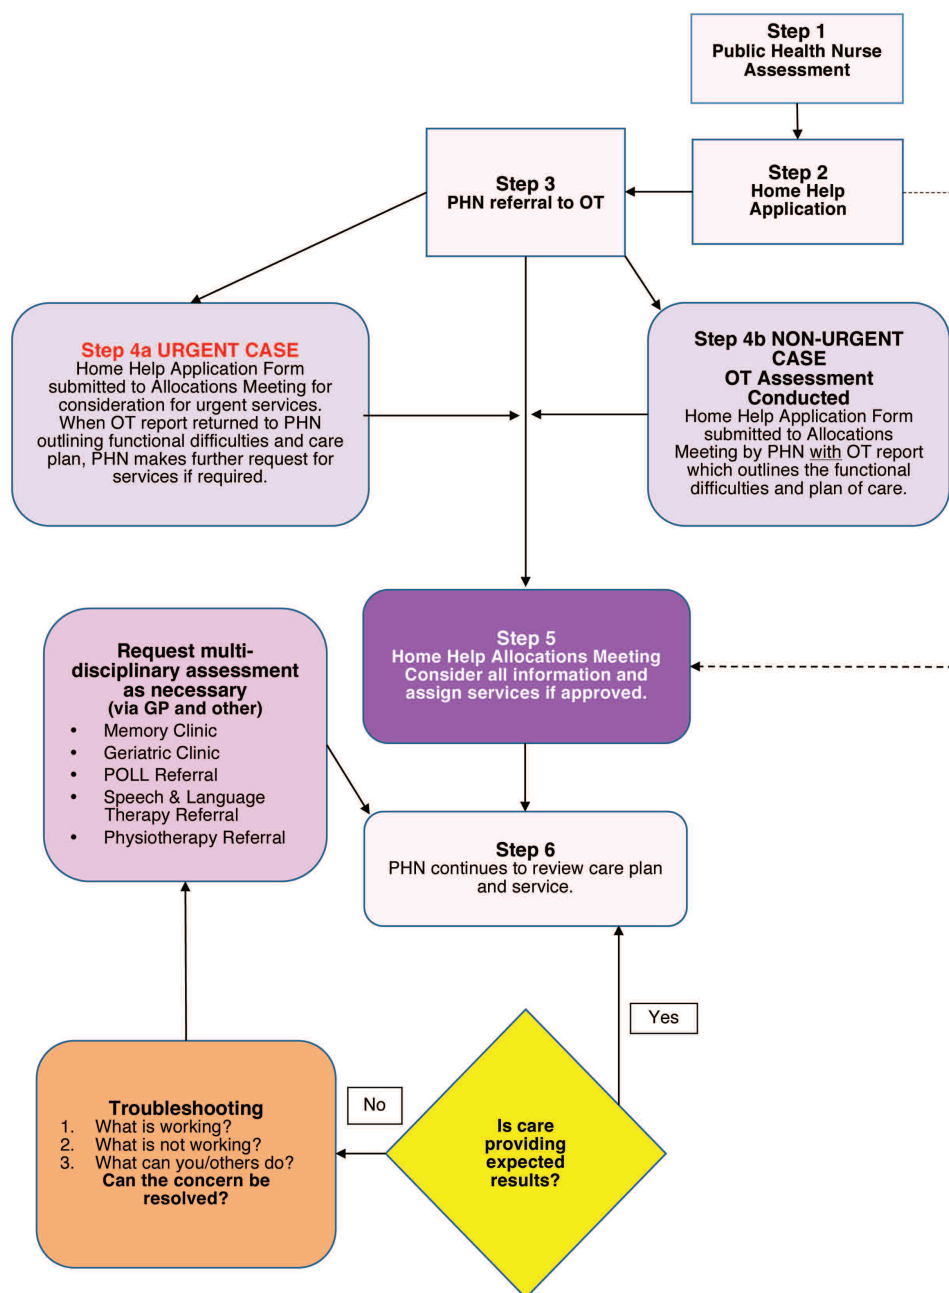 Step 1
Public Health Nurse
Assessment
Step 2
Home Help
Application
Step 3
PHN referral to OT
Step 4a URGENT CASE
Home Help Application Form
submitted to Allocations Meeting for
consideration for urgent services.
When OT report returned to PHN
outlining functional difficulties and care
plan, PHN makes further request for
services if required.
Step 4b NON-URGENT
CASE
OT Assessment
Conducted
Home Help Application Form
submitted to Allocations
Meeting by PHN with OT report
which outlines the functional
difficulties and plan of care.
Step 5
Home Help Allocations Meeting
Consider all information and
assign services if approved.
Request multi-
disciplinary assessment
as necessary
(via GP and other)
• Memory Clinic
• Geriatric Clinic
• POLL Referral
• Speech & Language
Therapy Referral
• Physiotherapy Referral
Step 6
PHN continues to review care plan
and service.
Yes
No
Troubleshooting
1. What is working?
2. What is not working?
3. What can you/others do?
Can the concern be
resolved?
Is care
providing
expected
results?